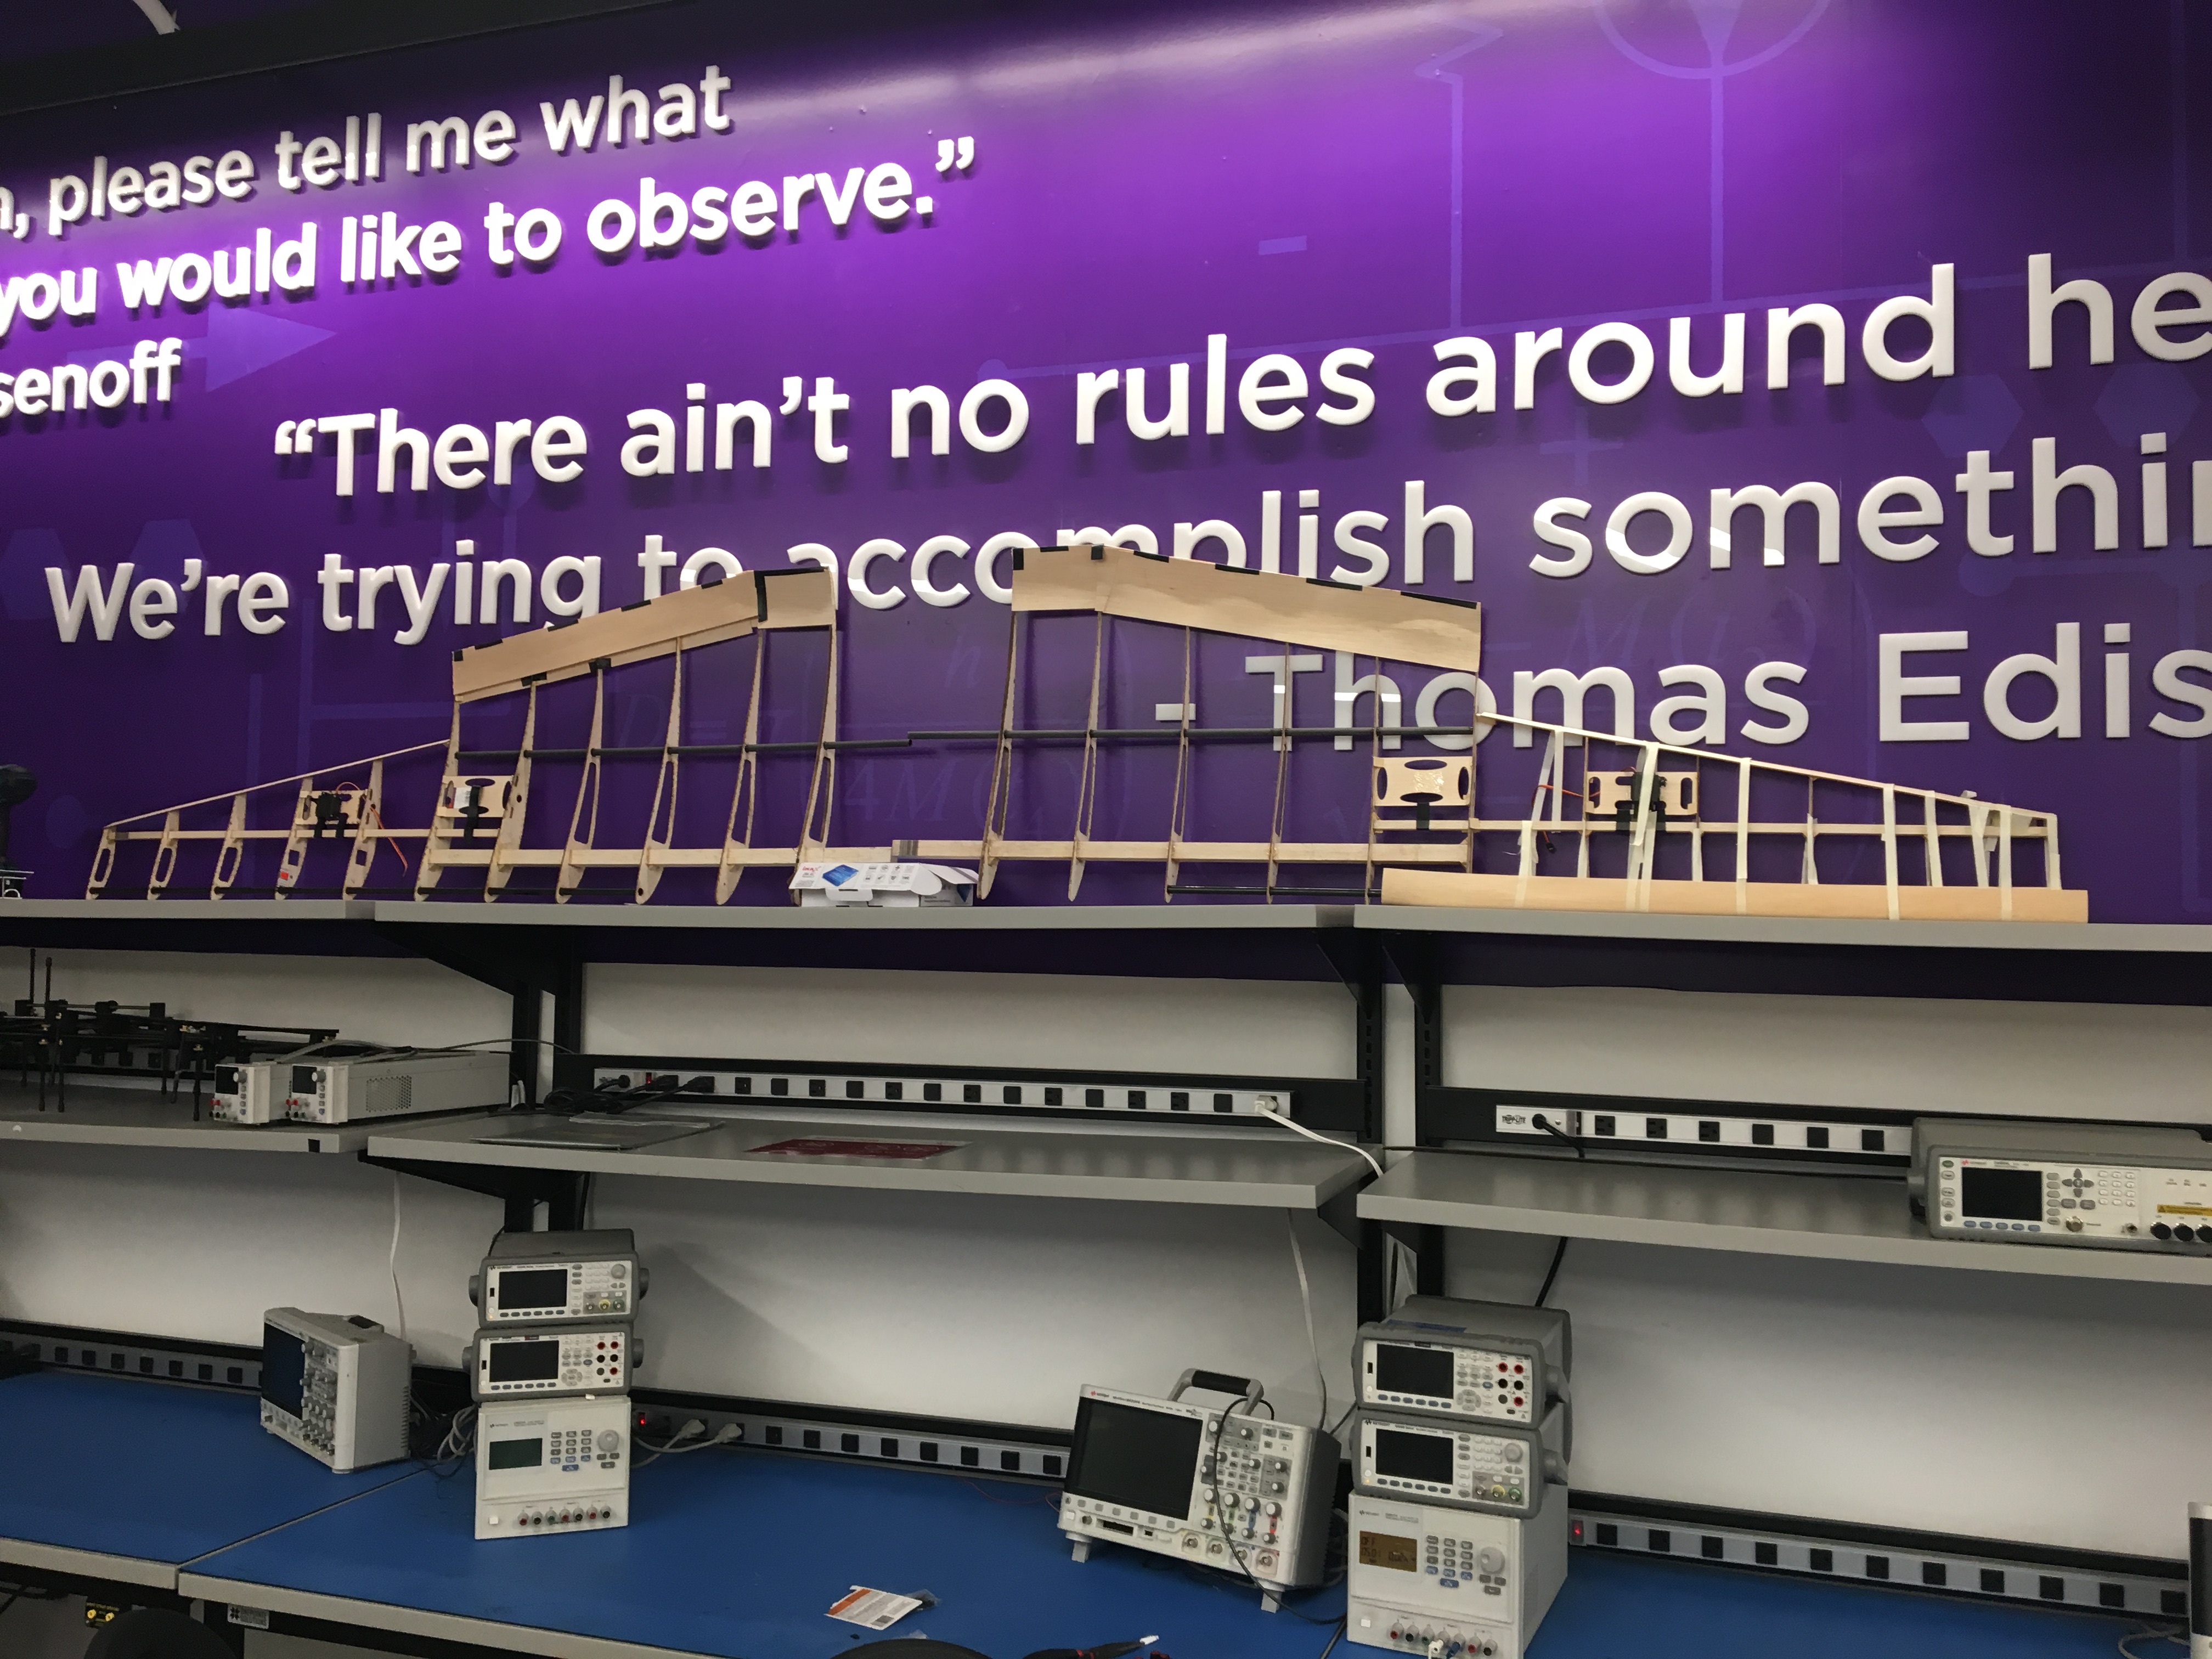 , please tell me what
you would like to observe.”
senoff
“There ain’t no rules around he
We’re trying to accomplish somethin
- Thomas Edis